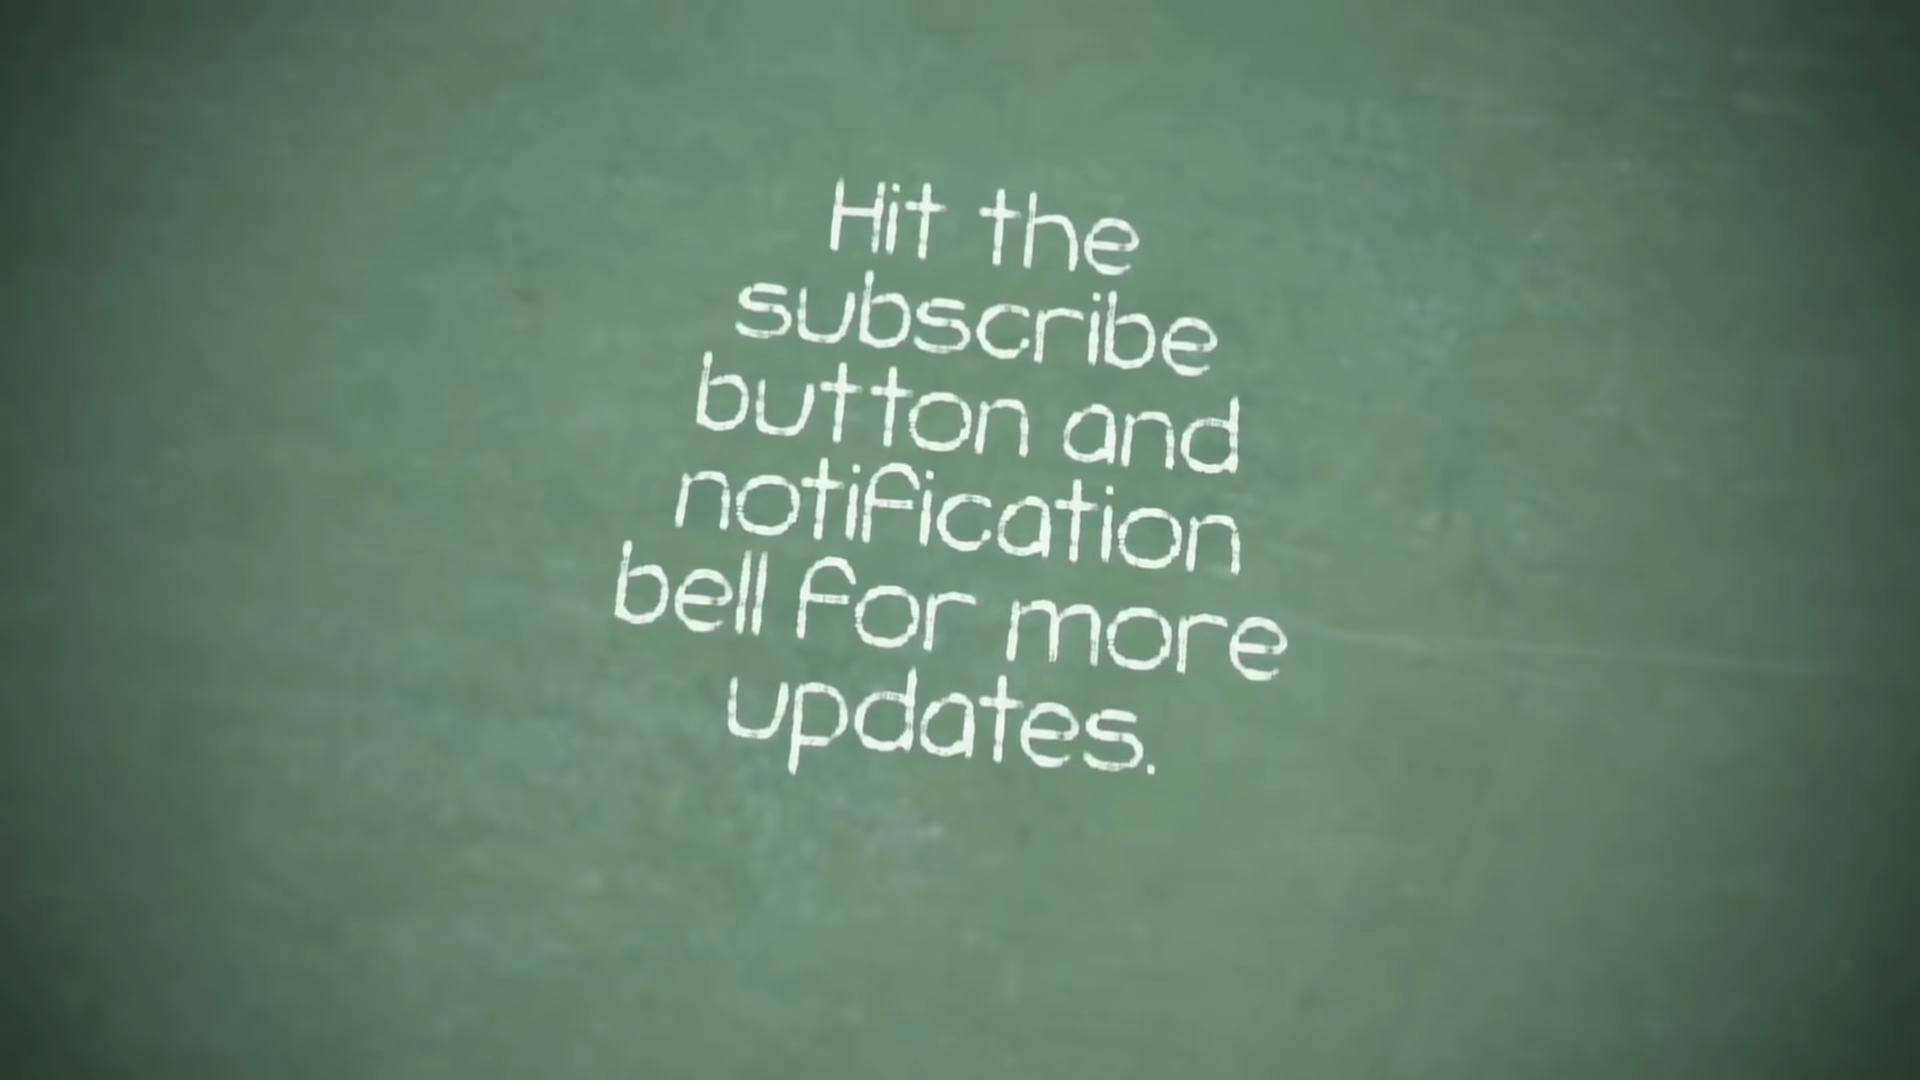 Hit the
subscribe
button and
notification
bell for more
updates.